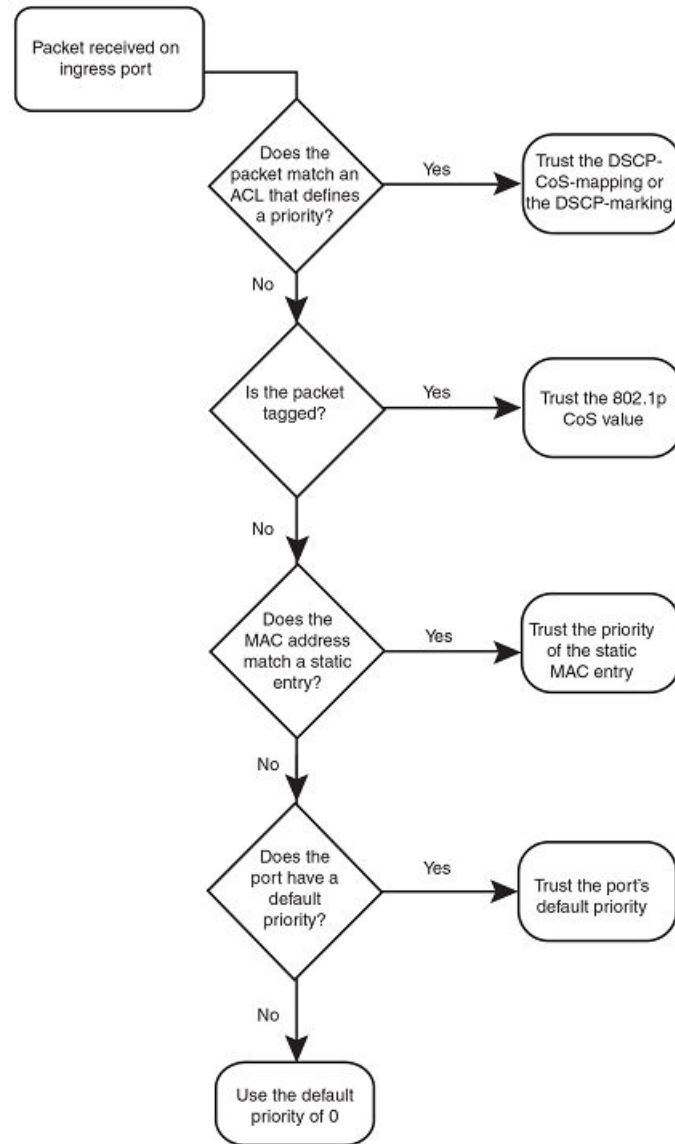 Packet received on
ingress port
Does the
packet match an
ACL that defines
a priority?
Yes
Trust the DSCP-
CoS-mapping or
the DSCP-marking
No
Is the packet
tagged?
Yes
Trust the 802.1p
CoS value
No
Does the
MAC address
match a static
entry?
Yes
Trust the priority
of the static
MAC entry
No
Does the
port have a
default
priority?
Yes
Trust the port's
default priority
No
Use the default
priority of 0